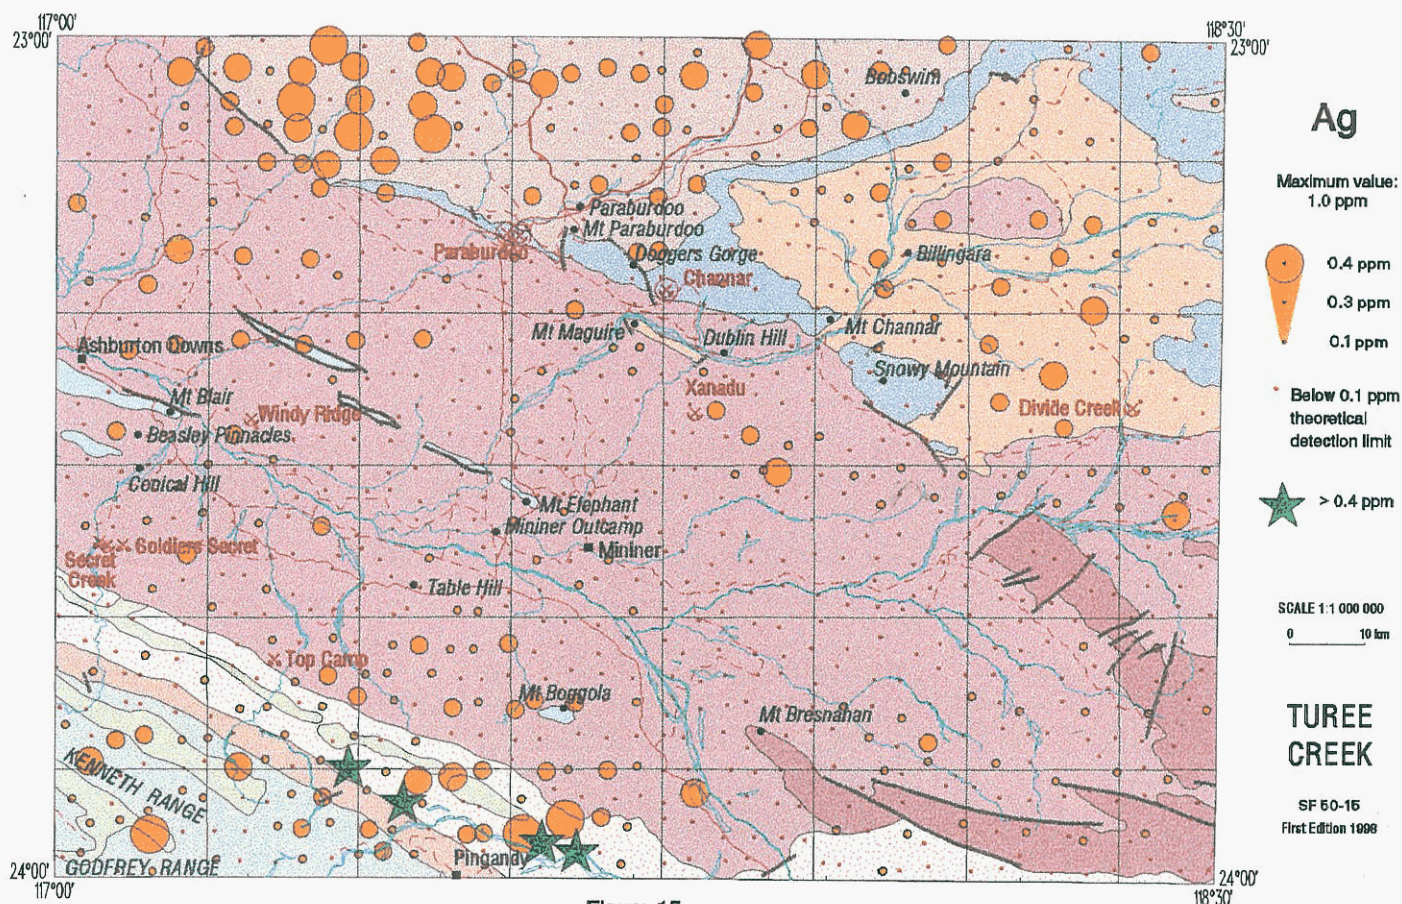 117°00'
118°30'
23°00'
23°00'
Bobswim
Ag
Maximum value:
1.0 ppm
Paraburdoo
Mt Paraburdoo
Paraburdoo
Doggers Gorge
Billingara
Channar
0.4 ppm
0.3 ppm
0.1 ppm
Mt Maguire
Dublin Hill
Mt Channar
Ashburton Downs
Snowy Mountain
Xanadu
Divide Creek
Mt Blair
Windy Ridge
Beasley Pinnacles
Below 0.1 ppm
theoretical
detection limit
Conical Hill
Mt Elephant
Mininer Outcamp
Mininer
> 0.4 ppm
Soldiers Secret
Secret
Creek
Table Hill
SCALE 1:1 000 000
0 10 km
Top Camp
Mt Boggola
Mt Bresnahan
TUREE
CREEK
KENNETH RANGE
SF 50-15
First Edition 1998
GODFREY RANGE
Pingandy
24°00'
24°00'
117°00'
118°30'
Figure 15